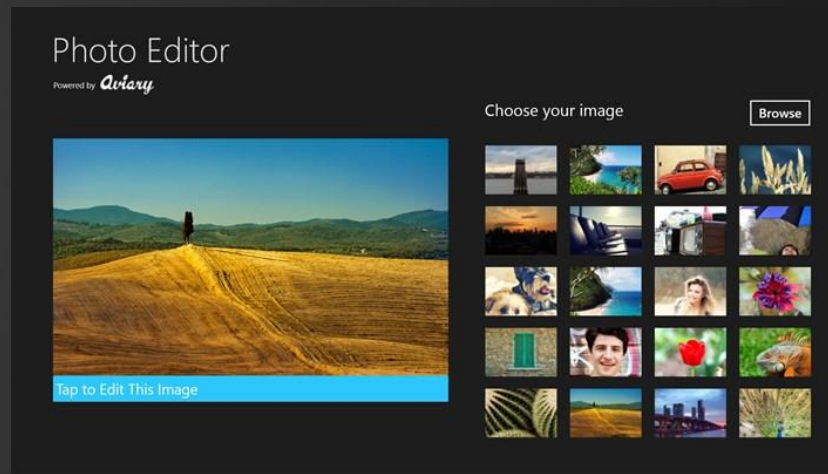 Photo Editor
Powered by Aviary
Choose your image
Browse
Tap to Edit This Image